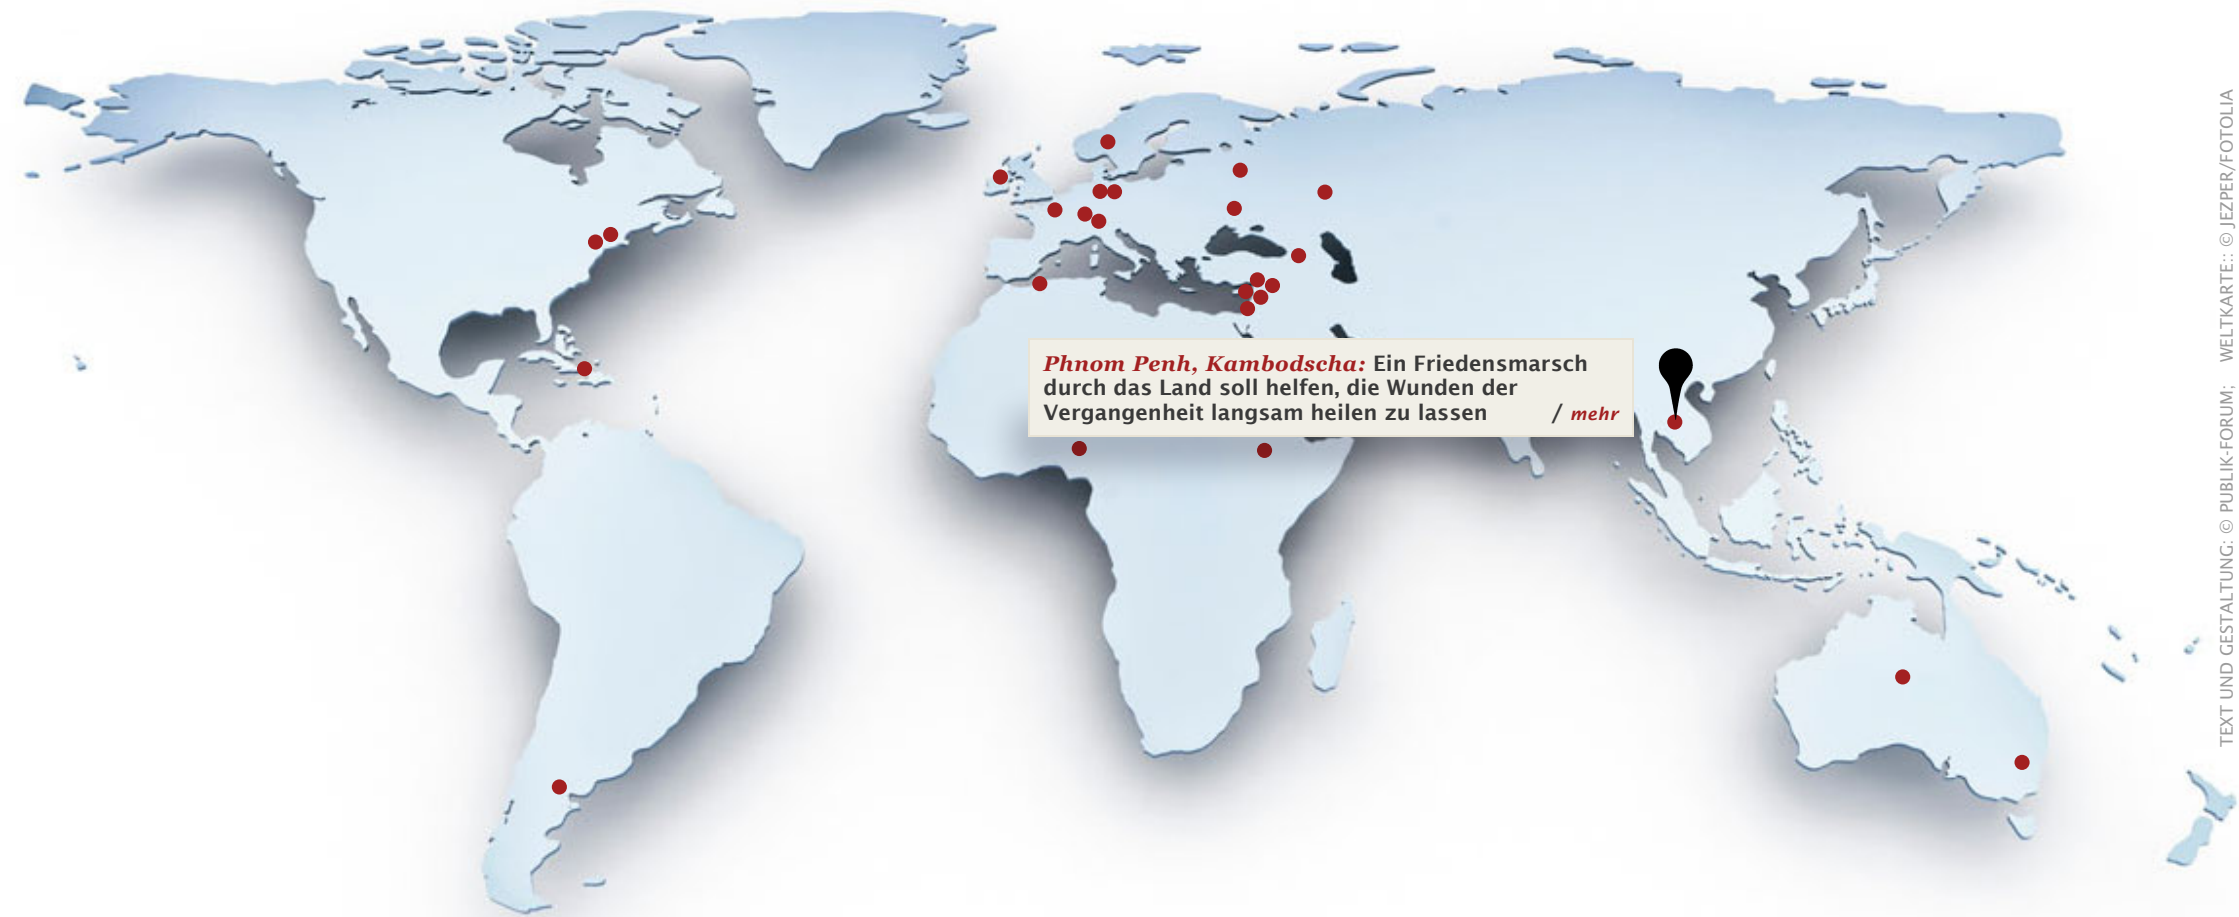 Phnom Penh, Kambodscha: Ein Friedensmarsch
durch das Land soll helfen, die Wunden der
Vergangenheit langsam heilen zu lassen / mehr
TEXT UND GESTALTUNG: © PUBLIK-FORUM; WELTKARTE:: © JEZPER/FOTOLIA